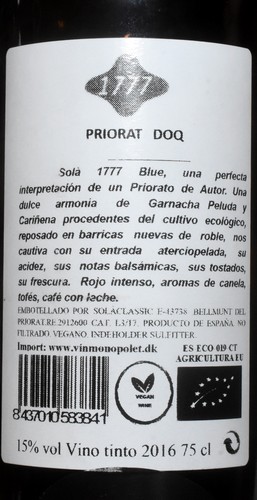 1777
PRIORAT DOQ
Solà 1777 Blue, una perfecta
interpretación de un Priorato de Autor. Una
dulce armonía de Garnacha Peluda y
Cariñena procedentes del cultivo ecológico,
reposado en barricas nuevas de roble, nos
cautiva con su entrada aterciopelada, su
acidez, sus notas balsámicas, sus tostados,
su frescura. Rojo intenso, aromas de canela,
tofés, café con leche.
EMBOTELLADO POR SOLACLASSIC E-43738 BELLMUNT DEL
PRIORAT.RE.2912600 CAT. L3/17. PRODUCTO DE ESPAÑA. NO
FILTRADO. VEGANO. INDEHOLDER SULFITTER.
Import: www.vinmonopolet.dk
ES ECO 019 CT
AGRICULTURA EU
VEGAN
WINE
8437010583841
15% vol Vino tinto 2016 75 cl